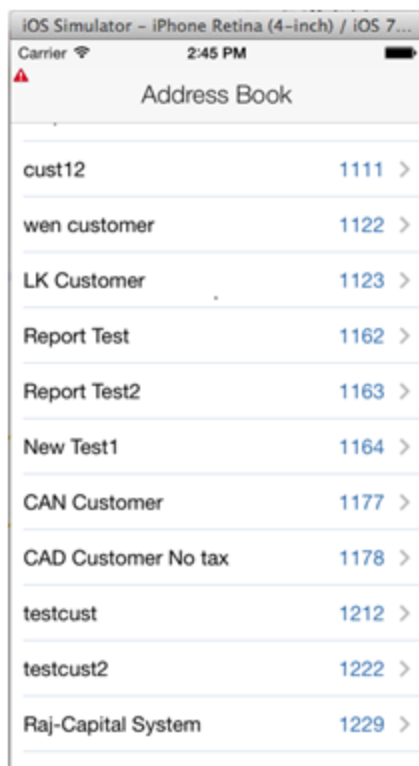 iOS Simulator – iPhone Retina (4-inch) / iOS 7...
Carrier 2:45 PM
Address Book
cust12 1111
wen customer 1122
LK Customer 1123
Report Test 1162
Report Test2 1163
New Test1 1164
CAN Customer 1177
CAD Customer No tax 1178
testcust 1212
testcust2 1222
Raj-Capital System 1229